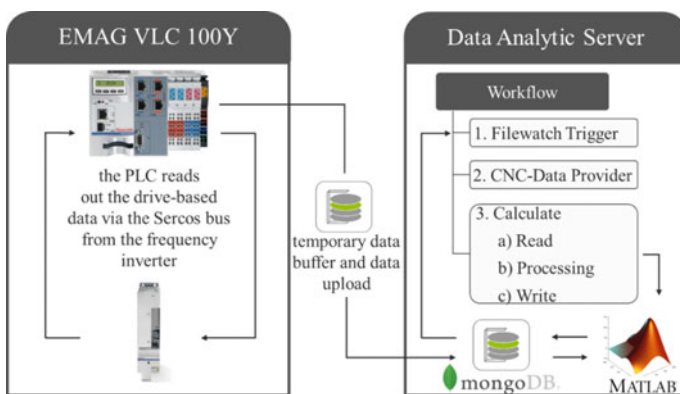 EMAG VLC 100Y
the PLC reads
out the drive-based
data via the Sercos bus
from the frequency
inverter
temporary data
buffer and data
upload
Data Analytic Server
Workflow
1. Filewatch Trigger
2. CNC-Data Provider
3. Calculate
a) Read
b) Processing
c) Write
mongoDB.
MATLAB